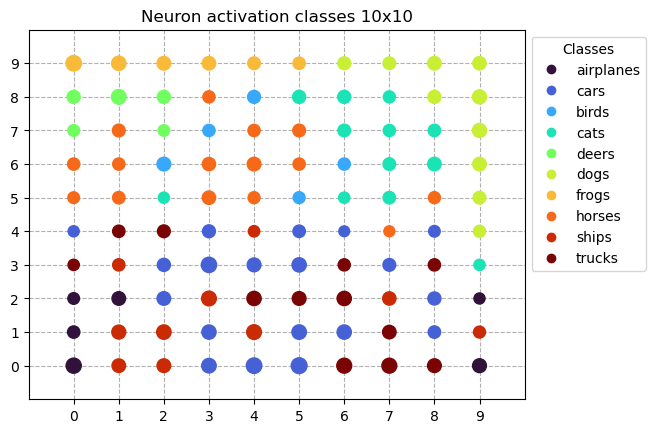 Neuron activation classes 10x10
Classes
airplanes
cars
birds
cats
deers
dogs
frogs
horses
ships
trucks
9
8
7
6
5
4
3
2
1
0
0 1 2 3 4 5 6 7 8 9